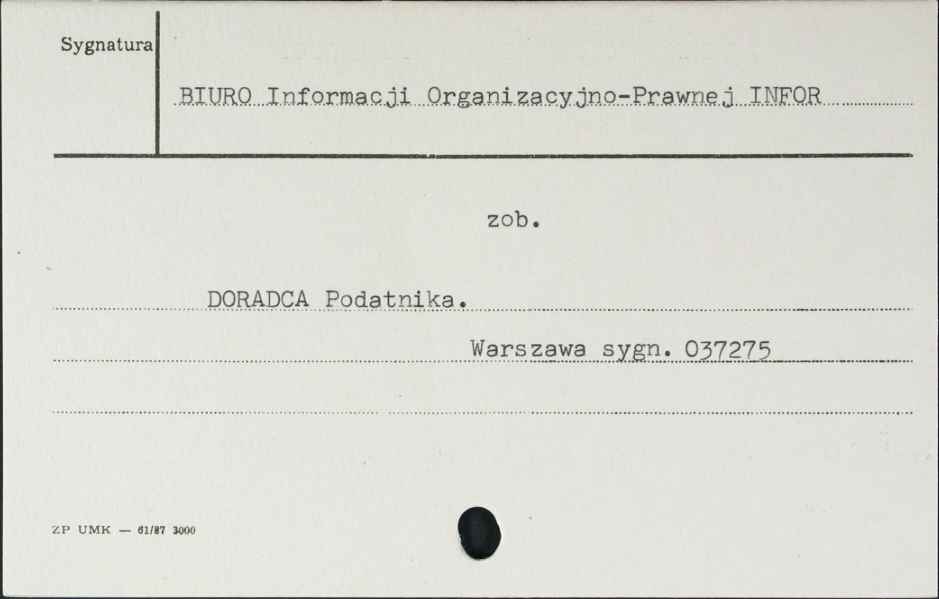 Sygnatura
BIURO Informacji Organizacyjno-Prawnej INFOR
zob.
DORADCA Podatnika.
Warszawa sygn. 037275
ZP UMK — 61/87 3000